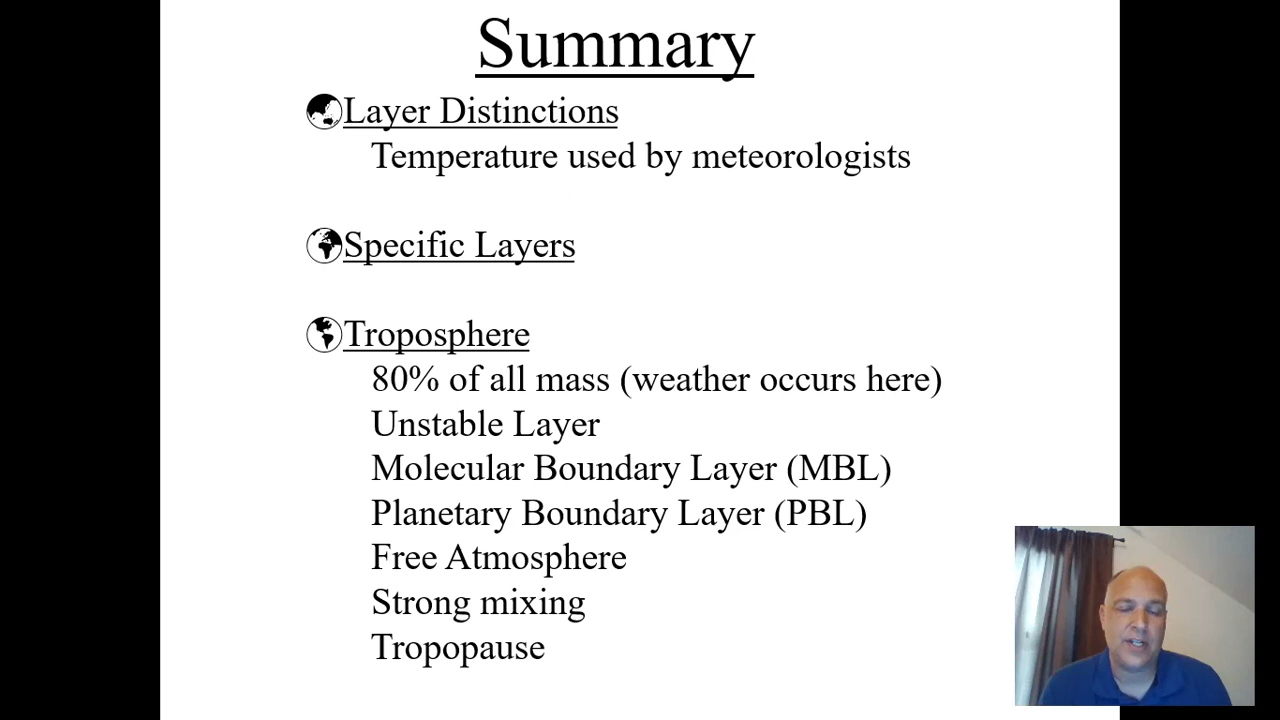 Summary
Layer Distinctions
Temperature used by meteorologists
Specific Layers
Troposphere
80% of all mass (weather occurs here)
Unstable Layer
Molecular Boundary Layer (MBL)
Planetary Boundary Layer (PBL)
Free Atmosphere
Strong mixing
Tropopause